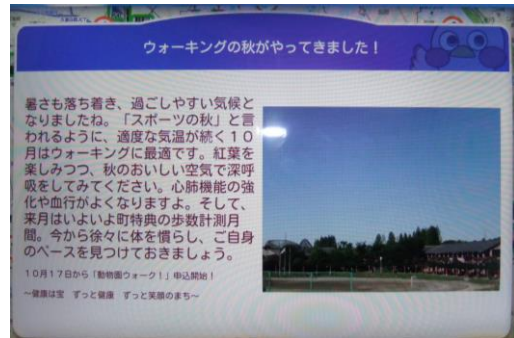 ウォーキングの秋がやってきました！
暑さも落ち着き、過ごしやすい気候と
なりましたね。「スポーツの秋」と言
われるように、適度な気温が続く１０
月はウォーキングに最適です。紅葉を
楽しみつつ、秋のおいしい空気で深呼
吸をしてみてください。心肺機能の強
化や血行がよくなりますよ。そして、
来月はいよいよ町特典の歩数計測月
間。今から徐々に体を慣らし、ご自身
のペースを見つけておきましょう。
１０月１７日から「動物園ウォーク！」申込開始！
～健康は宝　ずっと健康　ずっと笑顔のまち～